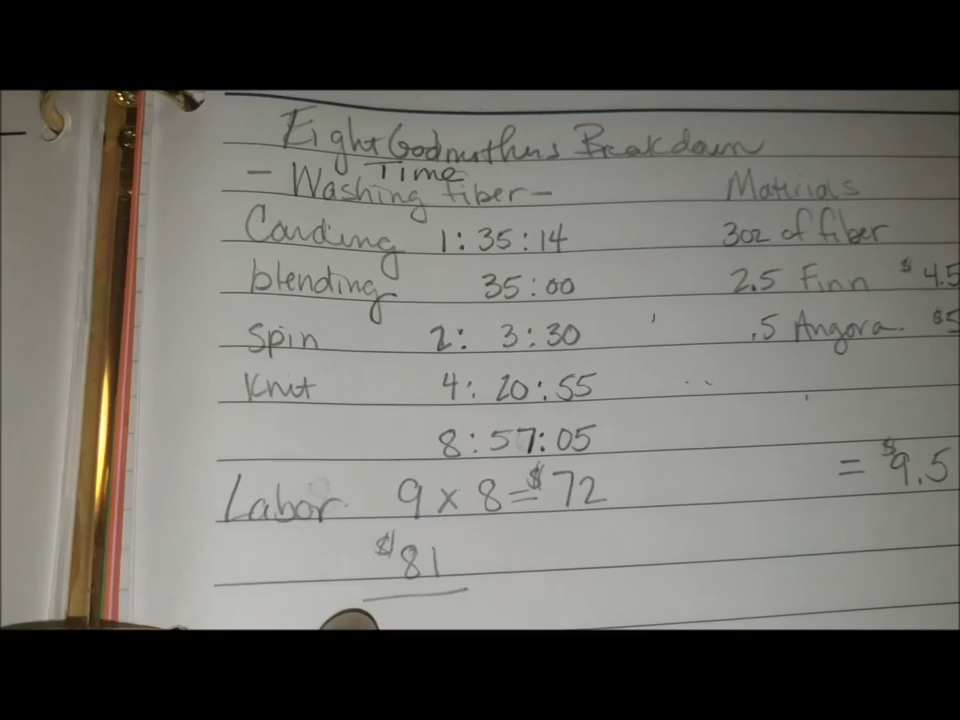 Eight Godmuthers Breakdown
Time
- Washing fiber - Materials
Carding 1:35:14 3oz of fiber
blending 35:00 2.5 Finn $4.5
Spin 2: 3:30 .5 Angora. $5
Knit 4: 20:55
8:57:05
= $9.5
Labor. 9 x 8 = $72
$81